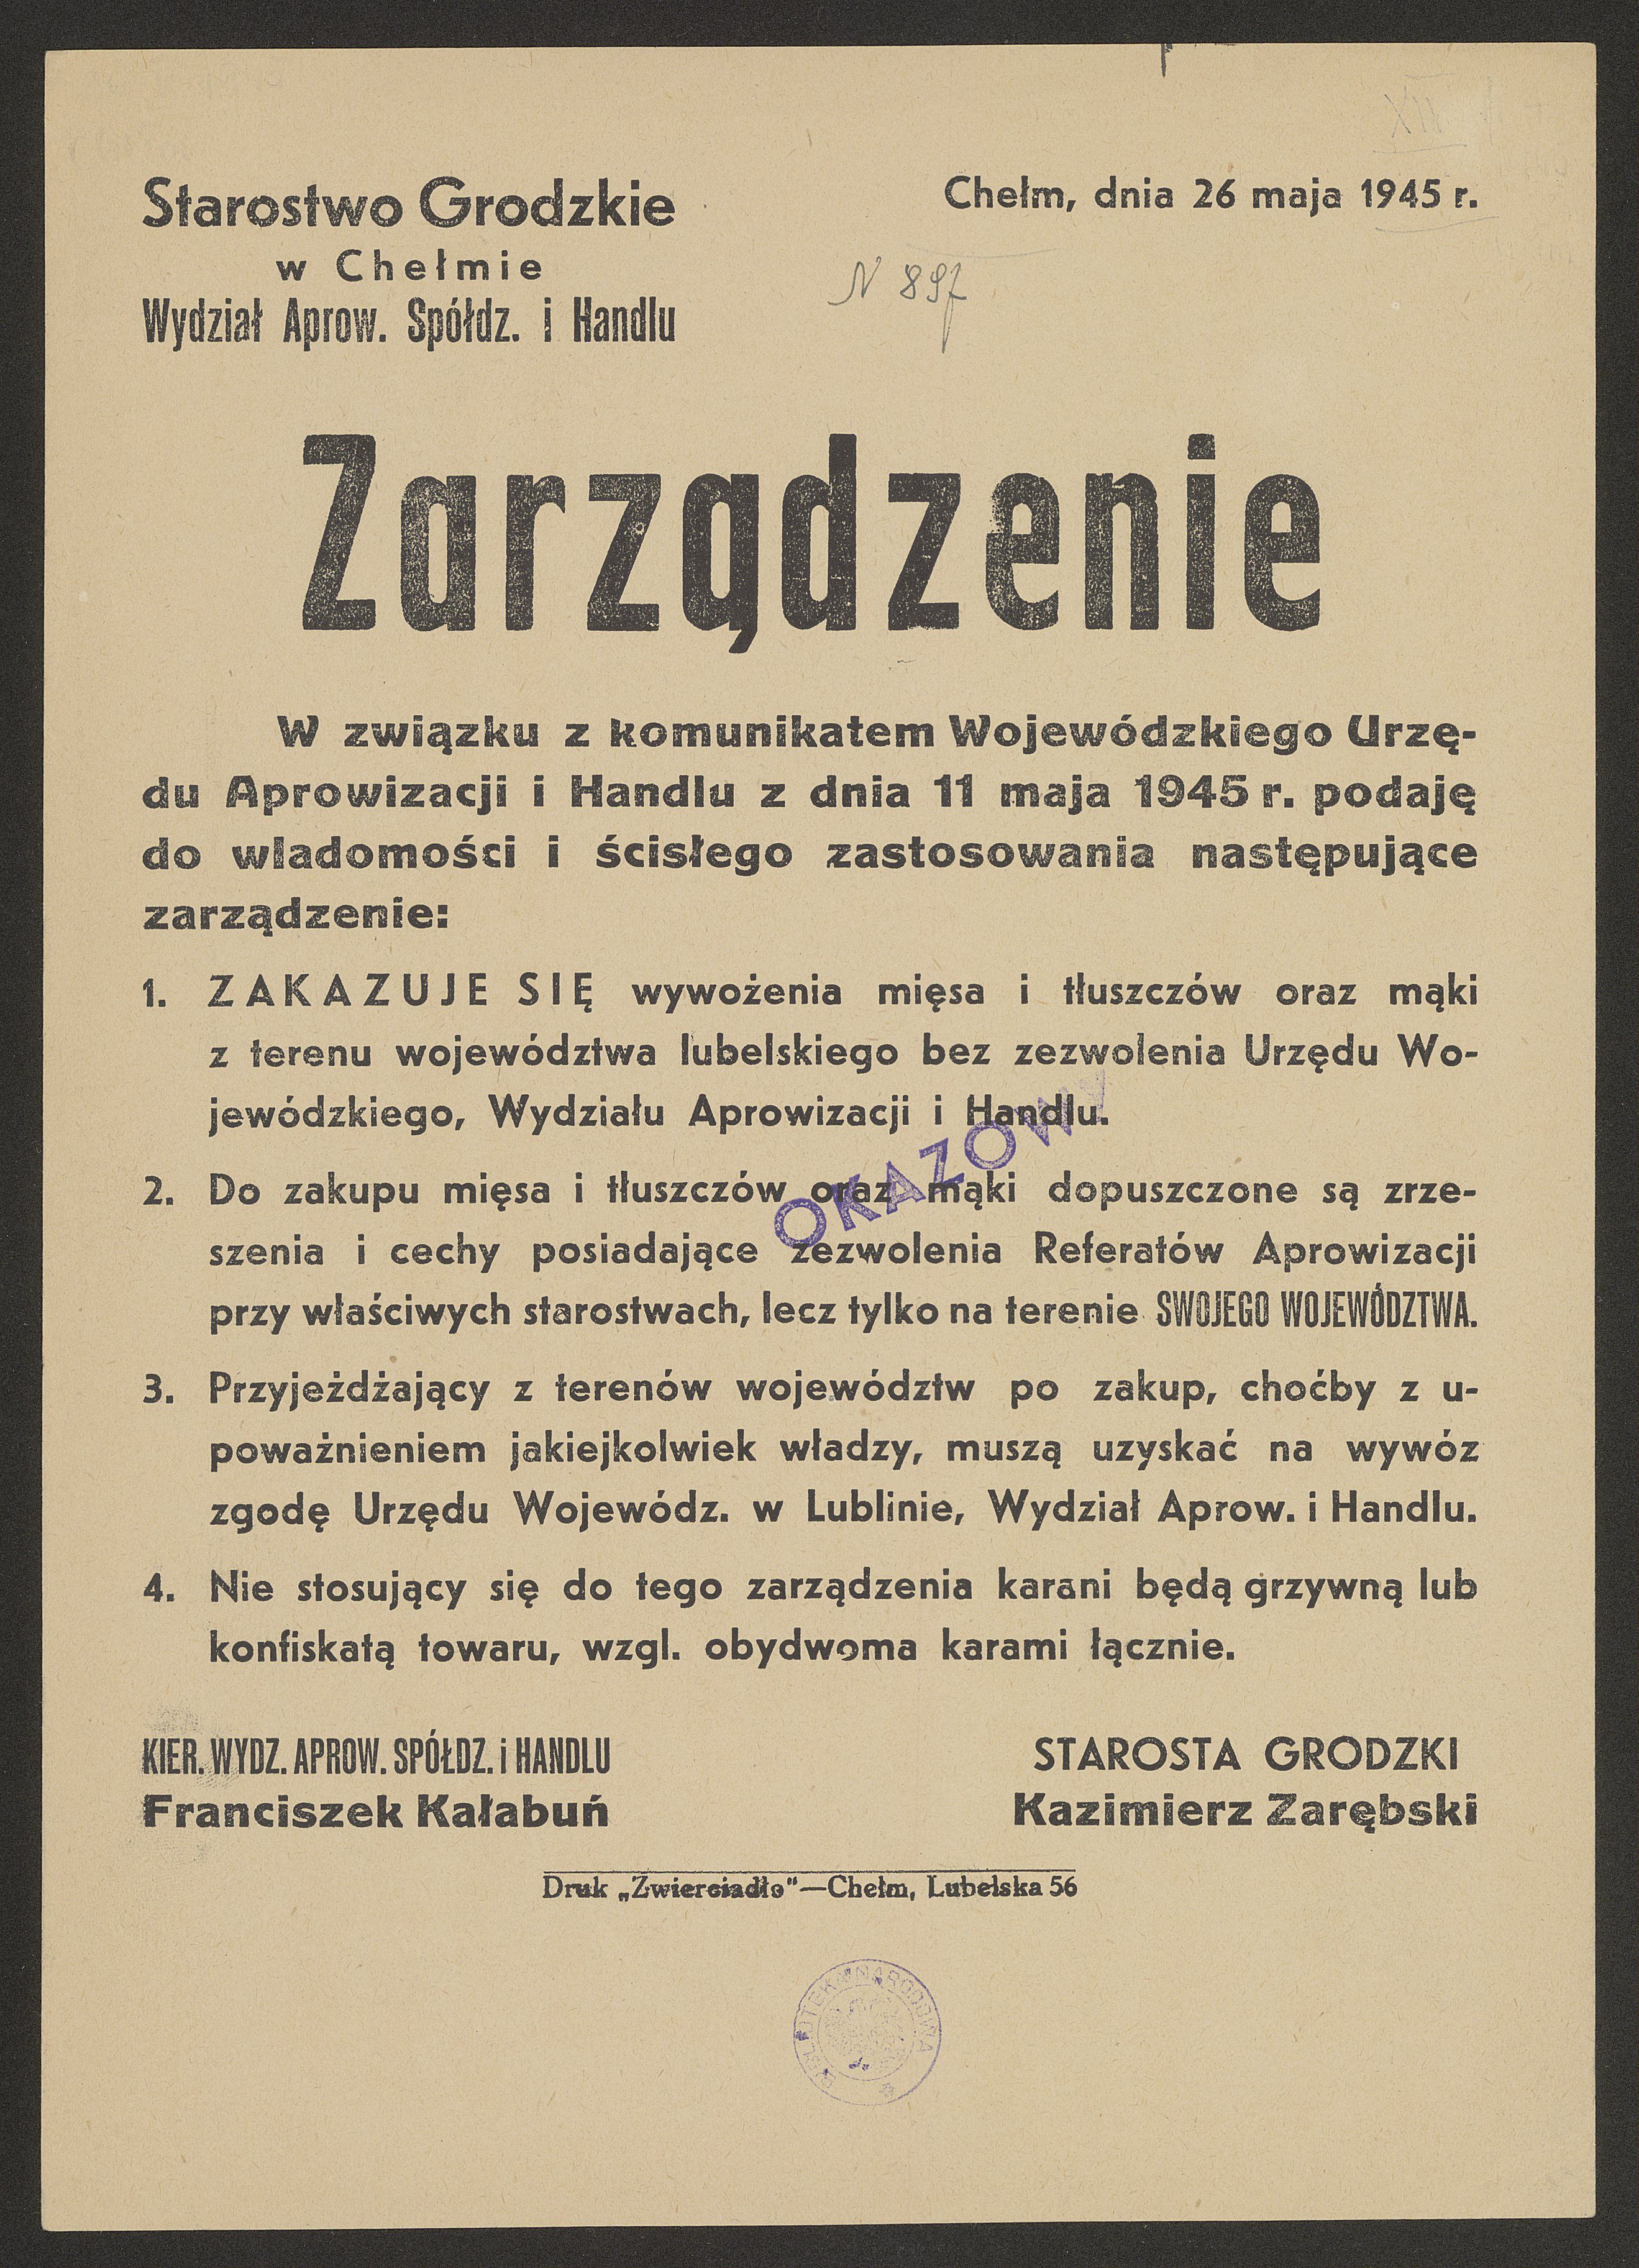 Starostwo Grodzkie
w Chełmie
Wydział Aprow. Spółdz. i Handlu
Chełm, dnia 26 maja 1945 r.
N 897
Zarządzenie
W związku z komunikatem Wojewódzkiego Urzę-
du Aprowizacji i Handlu z dnia 11 maja 1945 r. podaję
do wladomości i ścisłego zastosowania następujące
zarządzenie:
1. ZAKAZUJE SIĘ wywożenia mięsa i tłuszczów oraz mąki
z terenu województwa lubelskiego bez zezwolenia Urzędu Wo-
jewódzkiego, Wydziału Aprowizacji i Handlu.
OKAZOWY
2. Do zakupu mięsa i tłuszczów oraz mąki dopuszczone są zrze-
szenia i cechy posiadające zezwolenia Referatów Aprowizacji
przy właściwych starostwach, lecz tylko na terenie SWOJEGO WOJEWÓDZTWA.
3. Przyjeżdżający z terenów województw po zakup, choćby z u-
poważnieniem jakiejkolwiek władzy, muszą uzyskać na wywóz
zgodę Urzędu Wojewódz. w Lublinie, Wydział Aprow. i Handlu.
4. Nie stosujący się do tego zarządzenia karani będą grzywną lub
konfiskatą towaru, wzgl. obydwoma karami łącznie.
KIER. WYDZ. APROW. SPÓŁDZ. i HANDLU
Franciszek Kałabuń
STAROSTA GRODZKI
Kazimierz Zarębski
Druk „Zwierciadło"—Chełm, Lubelska 56
BIBLIOTEKA NARODOWA